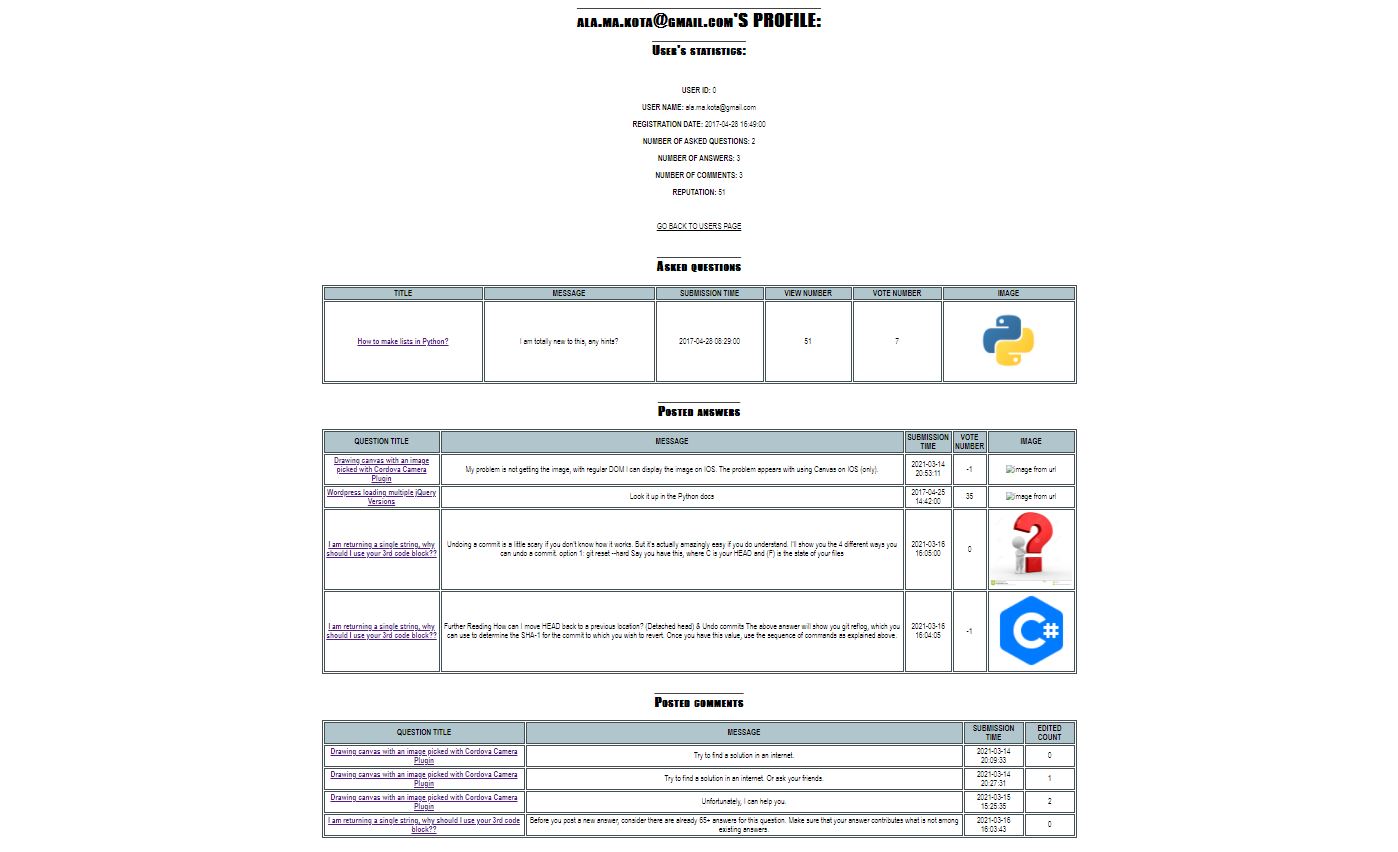 ALA.MA.KOTA@GMAIL.COM'S PROFILE:
USER'S STATISTICS:
USER ID: 0
USER NAME: ala.ma.kota@gmail.com
REGISTRATION DATE: 2017-04-28 16:49:00
NUMBER OF ASKED QUESTIONS: 2
NUMBER OF ANSWERS: 3
NUMBER OF COMMENTS: 3
REPUTATION: 51
GO BACK TO USERS PAGE
ASKED QUESTIONS
TITLE MESSAGE SUBMISSION TIME VIEW NUMBER VOTE NUMBER IMAGE
How to make lists in Python? I am totally new to this, any hints? 2017-04-28 08:29:00 51 7
POSTED ANSWERS
QUESTION TITLE MESSAGE SUBMISSION TIME VOTE NUMBER IMAGE
Drawing canvas with an image
picked with Cordova Camera
Plugin
My problem is not getting the image, with regular DOM I can display the image on IOS. The problem appears with using Canvas on IOS (only).
2021-03-14
20:53:11
-1
image from url
Wordpress loading multiple jQuery
Versions
Look it up in the Python docs
2017-04-25
14:42:00
35
image from url
I am returning a single string, why
should I use your 3rd code block??
Undoing a commit is a little scary if you don't know how it works. But it's actually amazingly easy if you do understand. I'll show you the 4 different ways you
can undo a commit. option 1: git reset --hard Say you have this, where C is your HEAD and (F) is the state of your files
2021-03-16
16:05:00
0
I am returning a single string, why
should I use your 3rd code block??
Further Reading How can I move HEAD back to a previous location? (Detached head) & Undo commits The above answer will show you git reflog, which you
can use to determine the SHA-1 for the commit to which you wish to revert. Once you have this value, use the sequence of commands as explained above.
2021-03-16
16:04:05
-1
C#
POSTED COMMENTS
QUESTION TITLE MESSAGE SUBMISSION TIME EDITED COUNT
Drawing canvas with an image picked with Cordova Camera
Plugin
Try to find a solution in an internet.
2021-03-14
20:09:33
0
Drawing canvas with an image picked with Cordova Camera
Plugin
Try to find a solution in an internet. Or ask your friends.
2021-03-14
20:27:31
1
Drawing canvas with an image picked with Cordova Camera
Plugin
Unfortunately, I can help you.
2021-03-15
15:25:35
2
I am returning a single string, why should I use your 3rd code
block??
Before you post a new answer, consider there are already 65+ answers for this question. Make sure that your answer contributes what is not among
existing answers.
2021-03-16
16:03:43
0